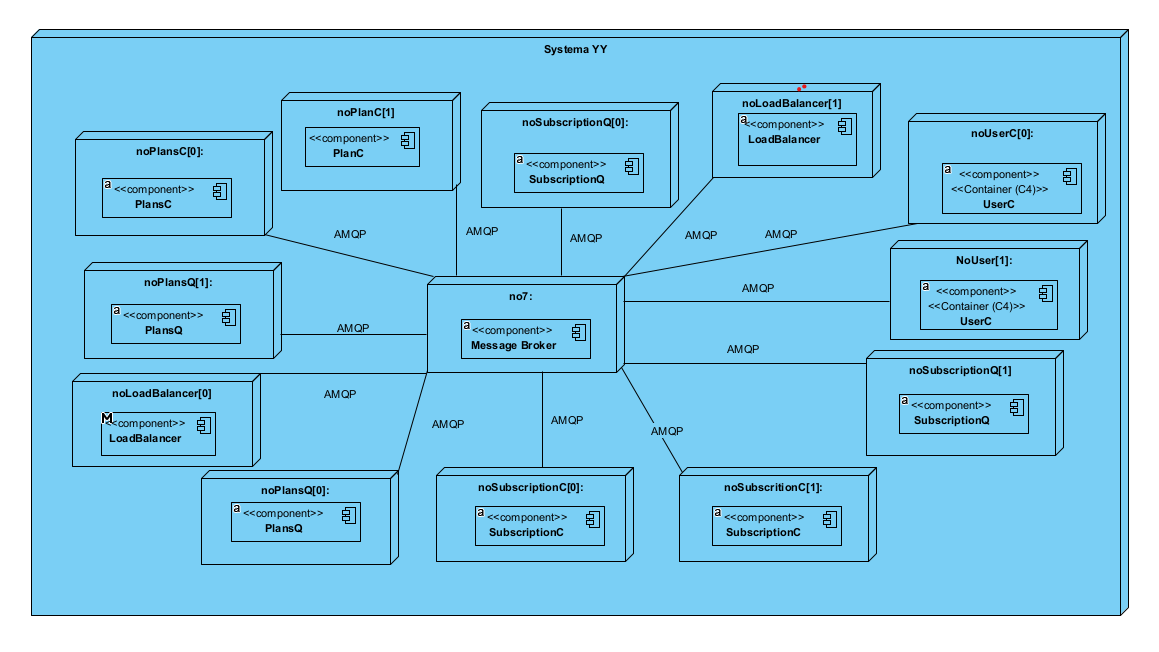 Systema YY
noPlanC[1]
<<component>>
PlanC
noLoadBalancer[1]
a
<<component>>
LoadBalancer
noSubscriptionQ[0]:
a
<<component>>
SubscriptionQ
noUserC[0]:
a
<<component>>
<<Container (C4)>>
UserC
noPlansC[0]:
a
<<component>>
PlansC
AMQP
AMQP
AMQP
AMQP
AMQP
NoUser[1]:
a
<<component>>
<<Container (C4)>>
UserC
noPlansQ[1]:
a
<<component>>
PlansQ
AMQP
no7:
a
<<component>>
Message Broker
AMQP
AMQP
noSubscriptionQ[1]
a
<<component>>
SubscriptionQ
noLoadBalancer[0]
M
<<component>>
LoadBalancer
AMQP
AMQP
AMQP
AMQP
noPlansQ[0]:
a
<<component>>
PlansQ
noSubscriptionC[0]:
a
<<component>>
SubscriptionC
noSubscritionC[1]:
a
<<component>>
SubscriptionC